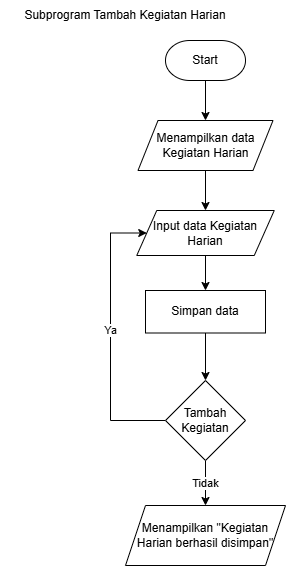 Subprogram Tambah Kegiatan Harian
Start
Menampilkan data
Kegiatan Harian
Input data Kegiatan
Harian
Simpan data
Ya
Tambah
Kegiatan
Tidak
Menampilkan "Kegiatan
Harian berhasil disimpan"